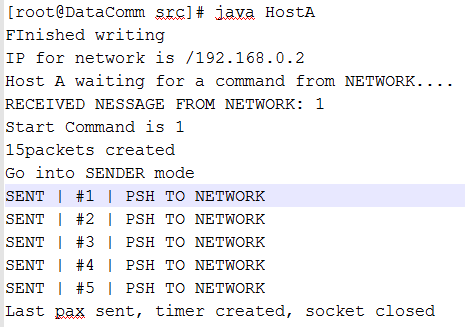 [root@DataComm src]# java HostA
FInished writing
IP for network is /192.168.0.2
Host A waiting for a command from NETWORK....
RECEIVED NESSAGE FROM NETWORK: 1
Start Command is 1
15packets created
Go into SENDER mode
SENT | #1 | PSH TO NETWORK
SENT | #2 | PSH TO NETWORK
SENT | #3 | PSH TO NETWORK
SENT | #4 | PSH TO NETWORK
SENT | #5 | PSH TO NETWORK
Last pax sent, timer created, socket closed